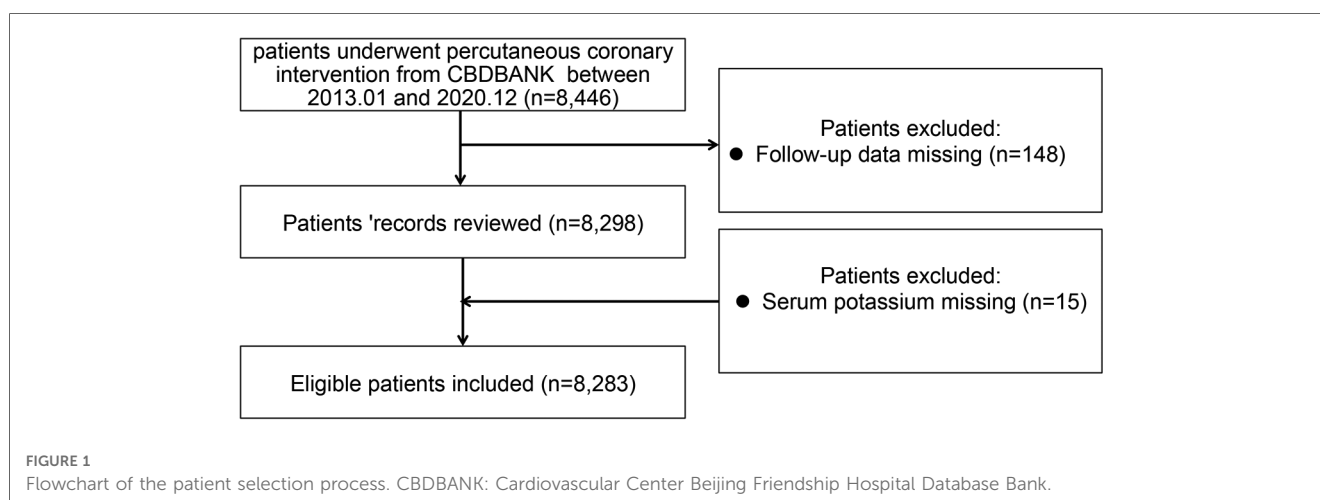 patients underwent percutaneous coronary
intervention from CBDBANK between
2013.01 and 2020.12 (n=8,446)
Patients excluded:
● Follow-up data missing (n=148)
Patients 'records reviewed (n=8,298)
Patients excluded:
● Serum potassium missing (n=15)
Eligible patients included (n=8,283)
FIGURE 1
Flowchart of the patient selection process. CBDBANK: Cardiovascular Center Beijing Friendship Hospital Database Bank.